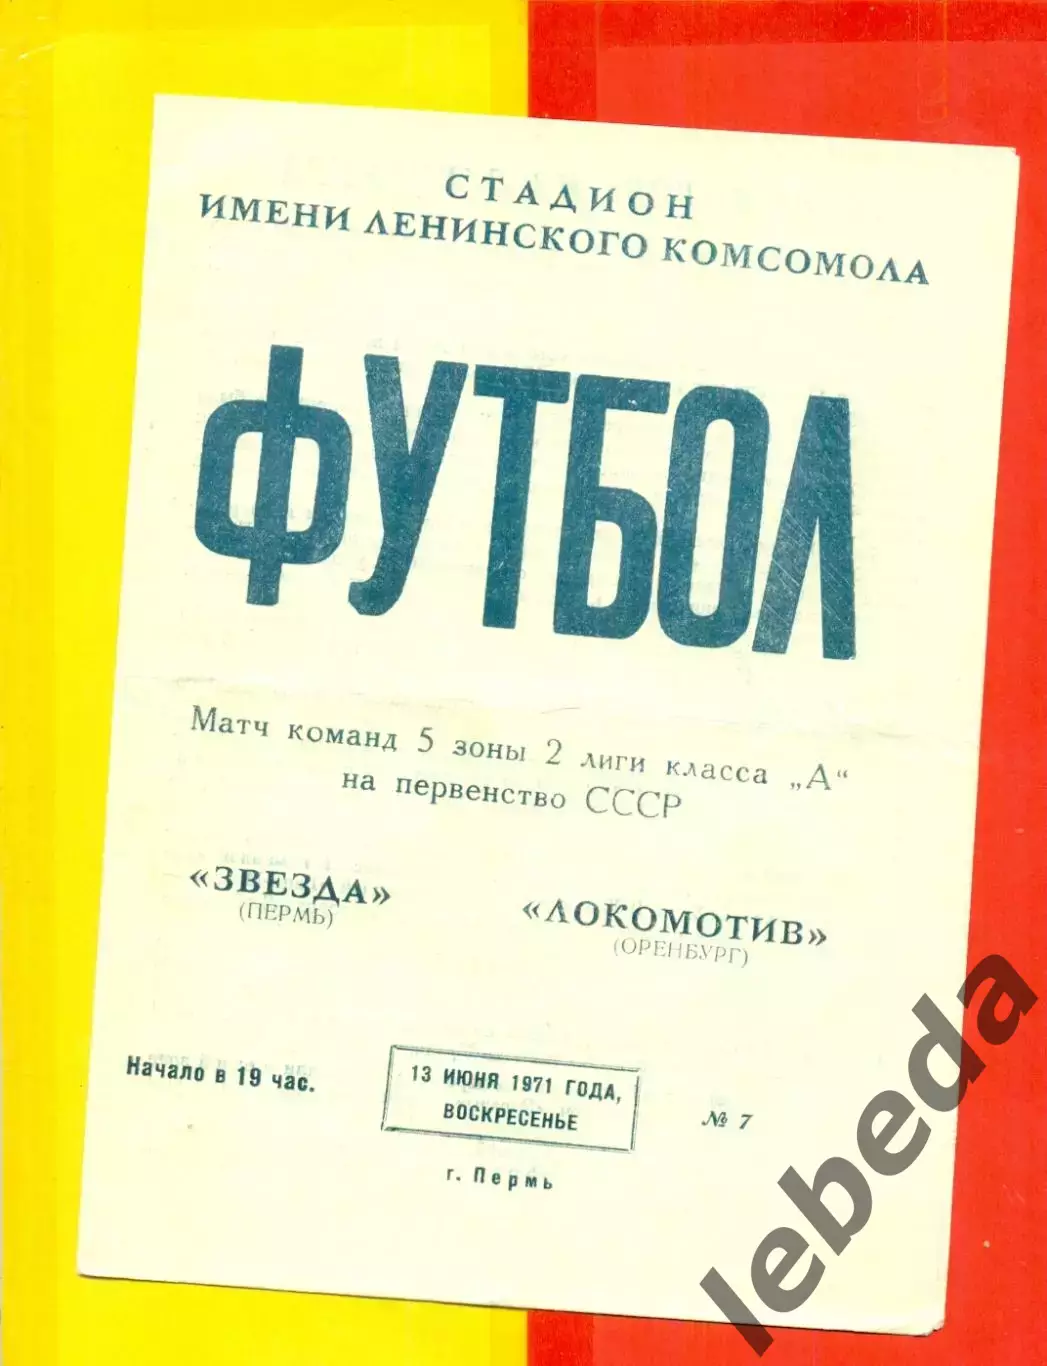 СТАДИОН
ИМЕНИ ЛЕНИНСКОГО КОМСОМОЛА
ФУТБОЛ
Матч команд 5 зоны 2 лиги класса „А“
на первенство СССР
«ЗВЕЗДА»
(ПЕРМЬ)
«ЛОКОМОТИВ»
(ОРЕНБУРГ)
Начало в 19 час.
13 ИЮНЯ 1971 ГОДА,
ВОСКРЕСЕНЬЕ
№ 7
г. Пермь
lebeda